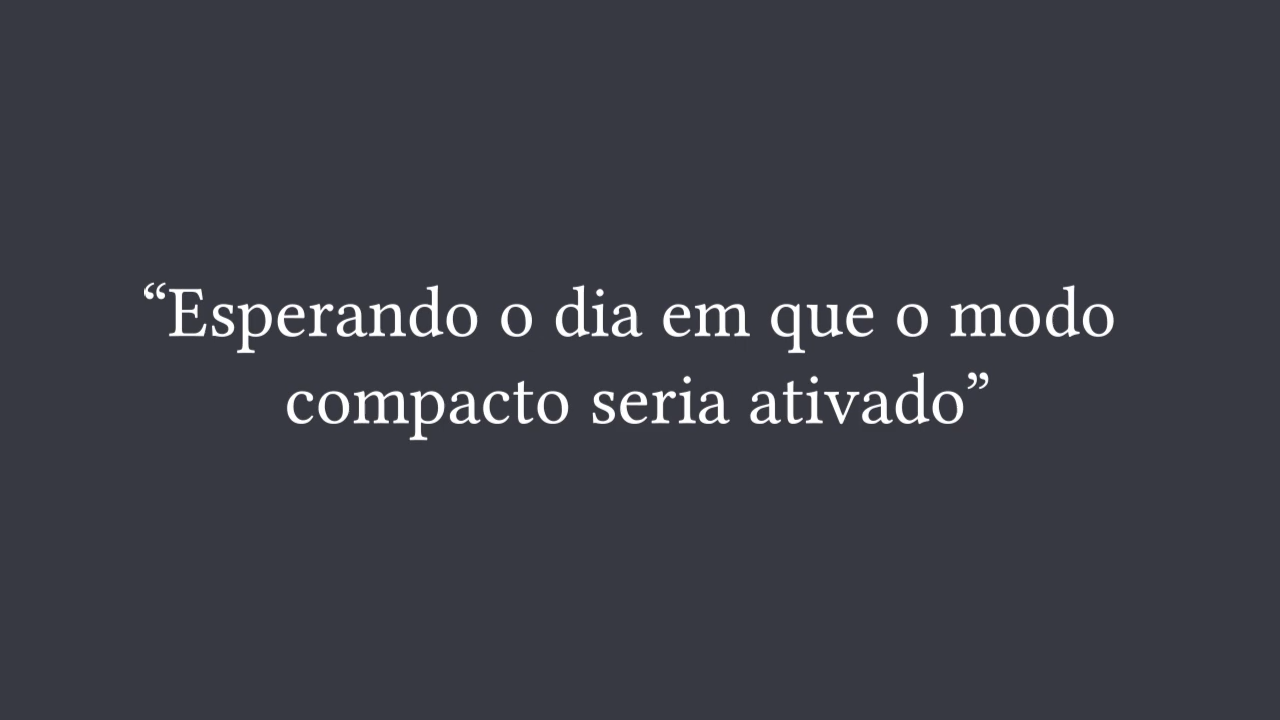 “Esperando o dia em que o modo
compacto seria ativado”